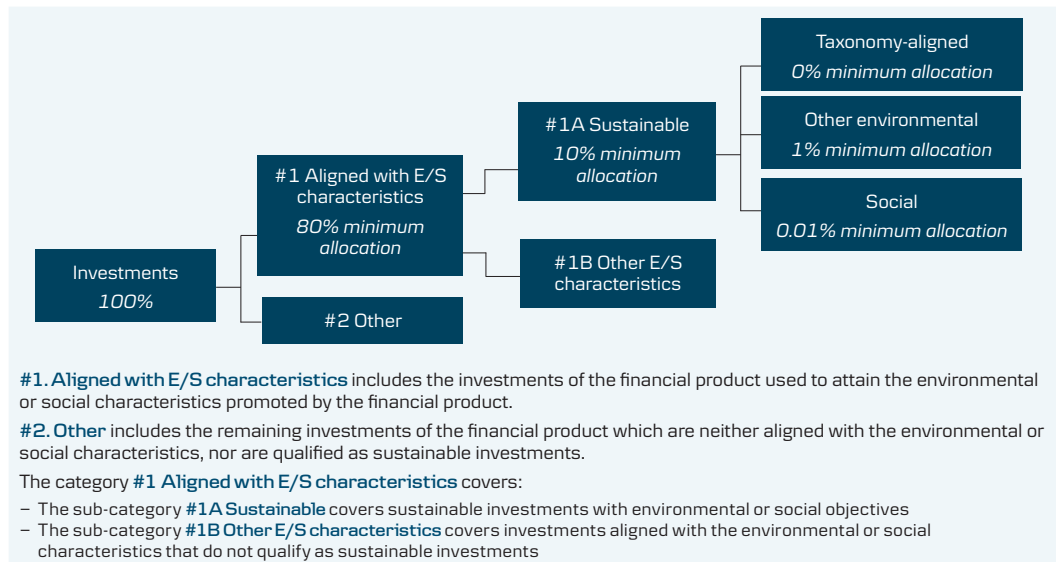 Taxonomy-aligned
0% minimum allocation
#1A Sustainable
10% minimum
allocation
Other environmental
1% minimum allocation
#1 Aligned with E/S
characteristics
80% minimum
allocation
Social
0.01% minimum allocation
#1B Other E/S
characteristics
Investments
100%
#2 Other
#1. Aligned with E/S characteristics includes the investments of the financial product used to attain the environmental
or social characteristics promoted by the financial product.
#2. Other includes the remaining investments of the financial product which are neither aligned with the environmental or
social characteristics, nor are qualified as sustainable investments.
The category #1 Aligned with E/S characteristics covers:
– The sub-category #1A Sustainable covers sustainable investments with environmental or social objectives
– The sub-category #1B Other E/S characteristics covers investments aligned with the environmental or social
characteristics that do not qualify as sustainable investments